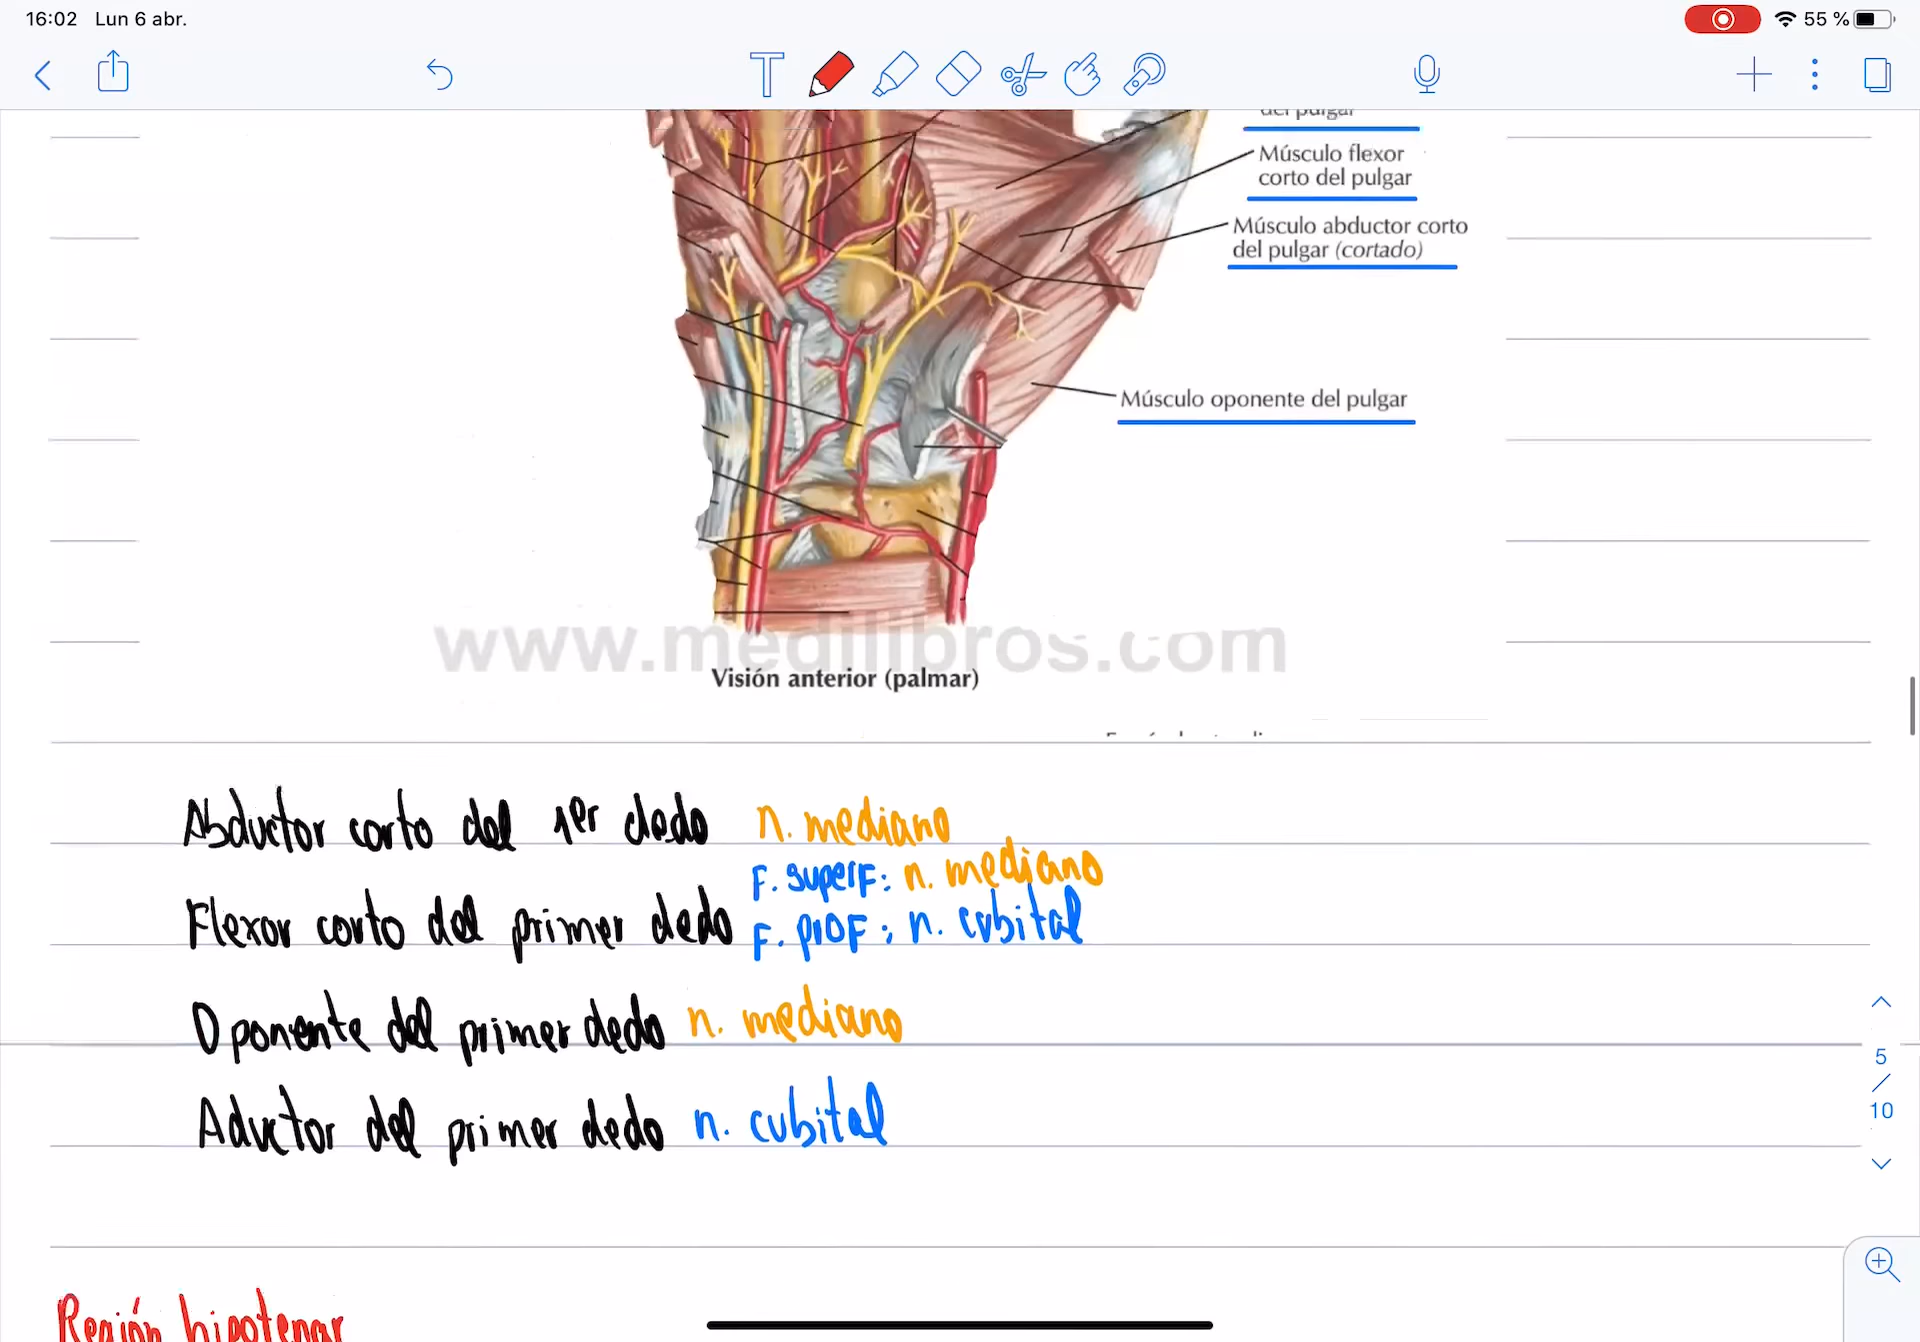 16:02 Lun 6 abr.
55 %
del pulgar
Músculo flexor
corto del pulgar
Músculo abductor corto
del pulgar (cortado)
Músculo oponente del pulgar
www.medilibros.com
Visión anterior (palmar)
Abductor corto del 1er dedo n. mediano
F. superf: n. mediano
Flexor corto del primer dedo F. prof: n. cubital
Oponente del primer dedo n. mediano
Aductor del primer dedo n. cubital
Región hipotenar
5
/
10